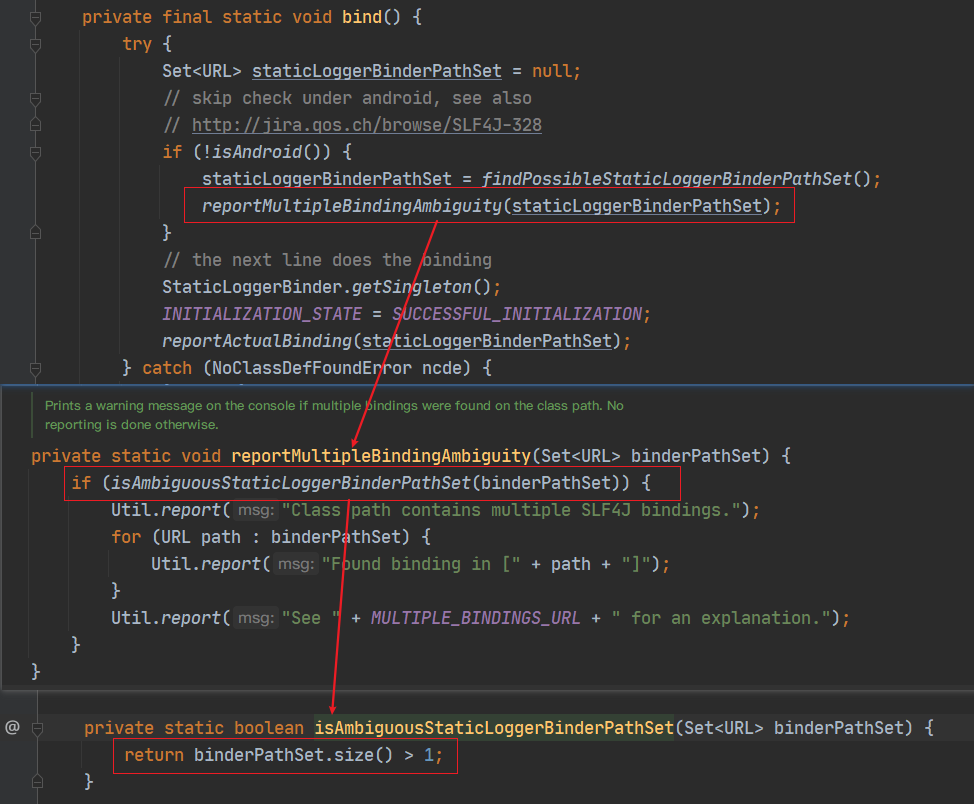 private final static void bind() {
try {
Set<URL> staticLoggerBinderPathSet = null;
// skip check under android, see also
// http://jira.qos.ch/browse/SLF4J-328
if (!isAndroid()) {
staticLoggerBinderPathSet = findPossibleStaticLoggerBinderPathSet();
reportMultipleBindingAmbiguity(staticLoggerBinderPathSet);
}
// the next line does the binding
StaticLoggerBinder.getSingleton();
INITIALIZATION_STATE = SUCCESSFUL_INITIALIZATION;
reportActualBinding(staticLoggerBinderPathSet);
} catch (NoClassDefFoundError ncde) {
Prints a warning message on the console if multiple bindings were found on the class path. No
reporting is done otherwise.
private static void reportMultipleBindingAmbiguity(Set<URL> binderPathSet) {
if (isAmbiguousStaticLoggerBinderPathSet(binderPathSet)) {
Util.report( msg: "Class path contains multiple SLF4J bindings.");
for (URL path : binderPathSet) {
Util.report( msg: "Found binding in [" + path + "]");
}
Util.report( msg: "See " + MULTIPLE_BINDINGS_URL + " for an explanation.");
}
}
@ private static boolean isAmbiguousStaticLoggerBinderPathSet(Set<URL> binderPathSet) {
return binderPathSet.size() > 1;
}